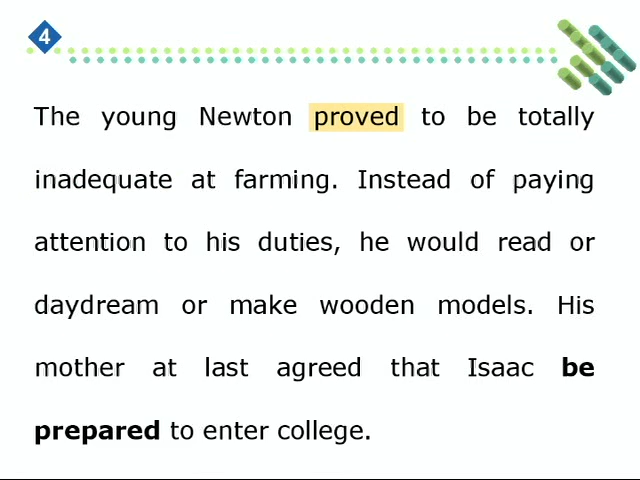 4
The young Newton proved to be totally
inadequate at farming. Instead of paying
attention to his duties, he would read or
daydream or make wooden models. His
mother at last agreed that Isaac be
prepared to enter college.